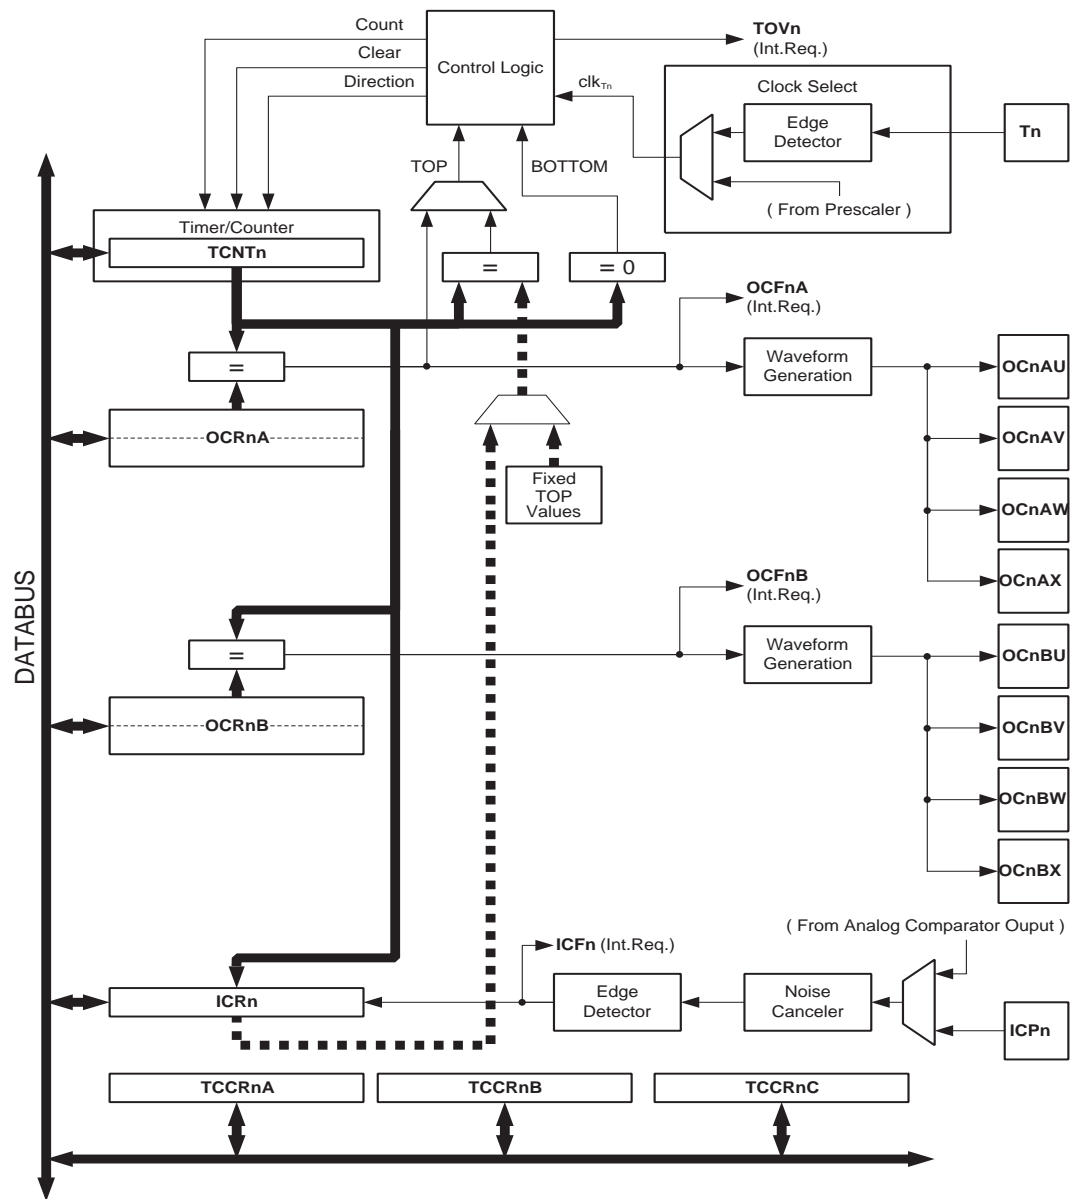 Count
TOVn
(Int.Req.)
Clear
Control Logic
Direction
clkTn
Clock Select
Edge
Detector
Tn
TOP
BOTTOM
( From Prescaler )
Timer/Counter
TCNTn
=
= 0
OCFnA
(Int.Req.)
=
Waveform
Generation
OCnAU
OCRnA
OCnAV
Fixed
TOP
Values
OCnAW
OCnAX
DATABUS
OCFnB
(Int.Req.)
=
Waveform
Generation
OCnBU
OCRnB
OCnBV
OCnBW
OCnBX
( From Analog Comparator Ouput )
ICFn (Int.Req.)
ICRn
Edge
Detector
Noise
Canceler
ICPn
TCCRnA
TCCRnB
TCCRnC